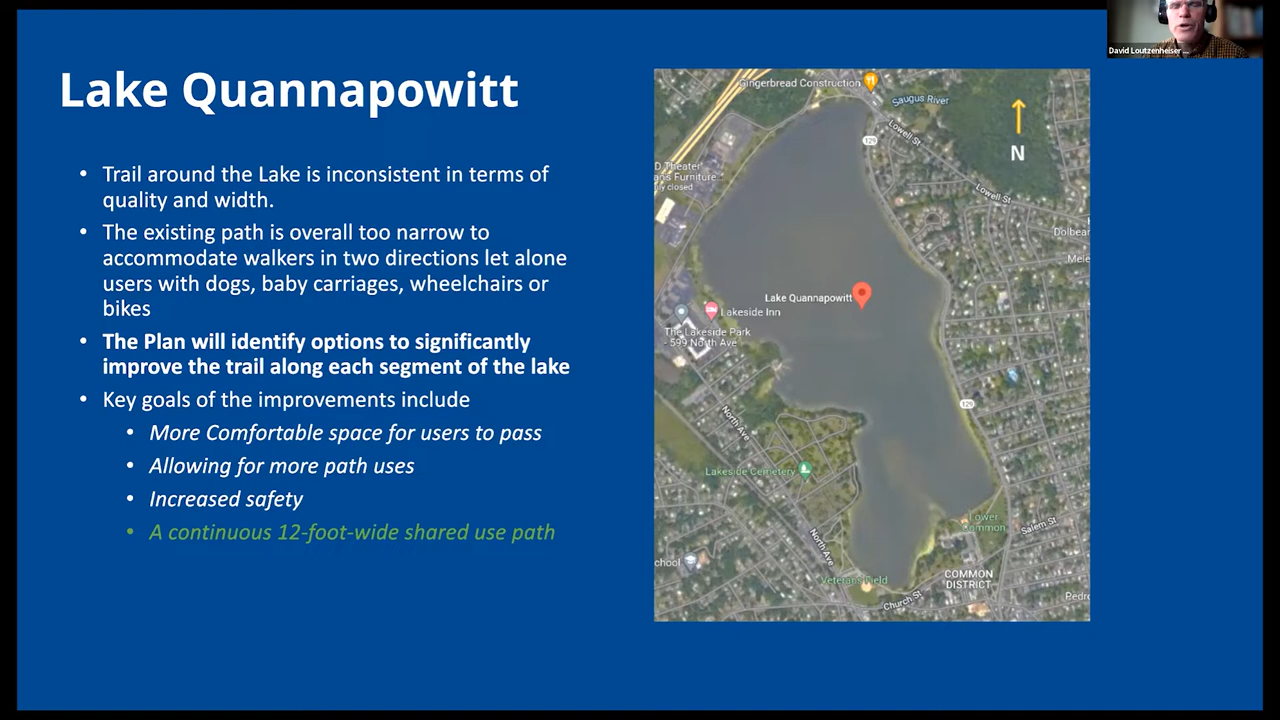 David Loutzenheiser ...
Lake Quannapowitt
• Trail around the Lake is inconsistent in terms of
quality and width.
• The existing path is overall too narrow to
accommodate walkers in two directions let alone
users with dogs, baby carriages, wheelchairs or
bikes
• The Plan will identify options to significantly
improve the trail along each segment of the lake
• Key goals of the improvements include
• More Comfortable space for users to pass
• Allowing for more path uses
• Increased safety
• A continuous 12-foot-wide shared use path
Gingerbread Construction
Saugus River
N
129
Lowell St
Lowell St
D Theater
ans Furniture
ly closed
Dolbear
Mele
Lake Quannapowitt
Lakeside Inn
The Lakeside Park
- 599 North Ave
129
North Ave
Lakeside Cemetery
Lower
Common
Salem St
North Ave
chool
Veterans Field
COMMON
DISTRICT
Church St
Pedro